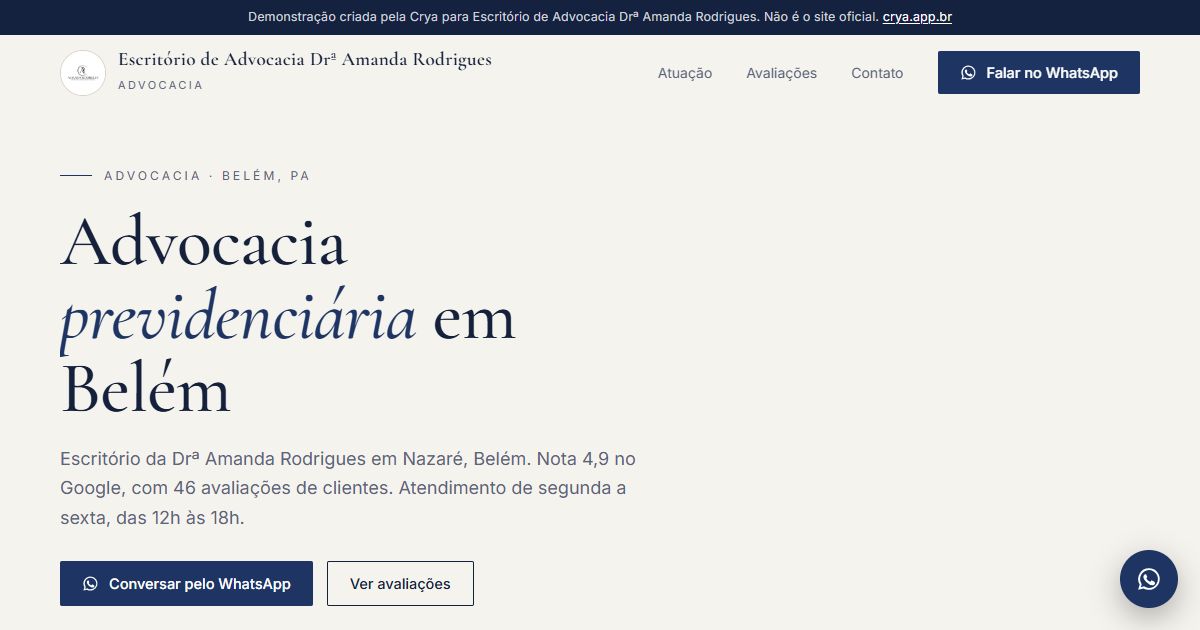 Demonstração criada pela Crya para Escritório de Advocacia Drª Amanda Rodrigues. Não é o site oficial. crya.app.br
Escritório de Advocacia Drª Amanda Rodrigues
ADVOCACIA
Atuação
Avaliações
Contato
Falar no WhatsApp
ADVOCACIA · BELÉM, PA
Advocacia
previdenciária em
Belém
Escritório da Drª Amanda Rodrigues em Nazaré, Belém. Nota 4,9 no
Google, com 46 avaliações de clientes. Atendimento de segunda a
sexta, das 12h às 18h.
Conversar pelo WhatsApp
Ver avaliações